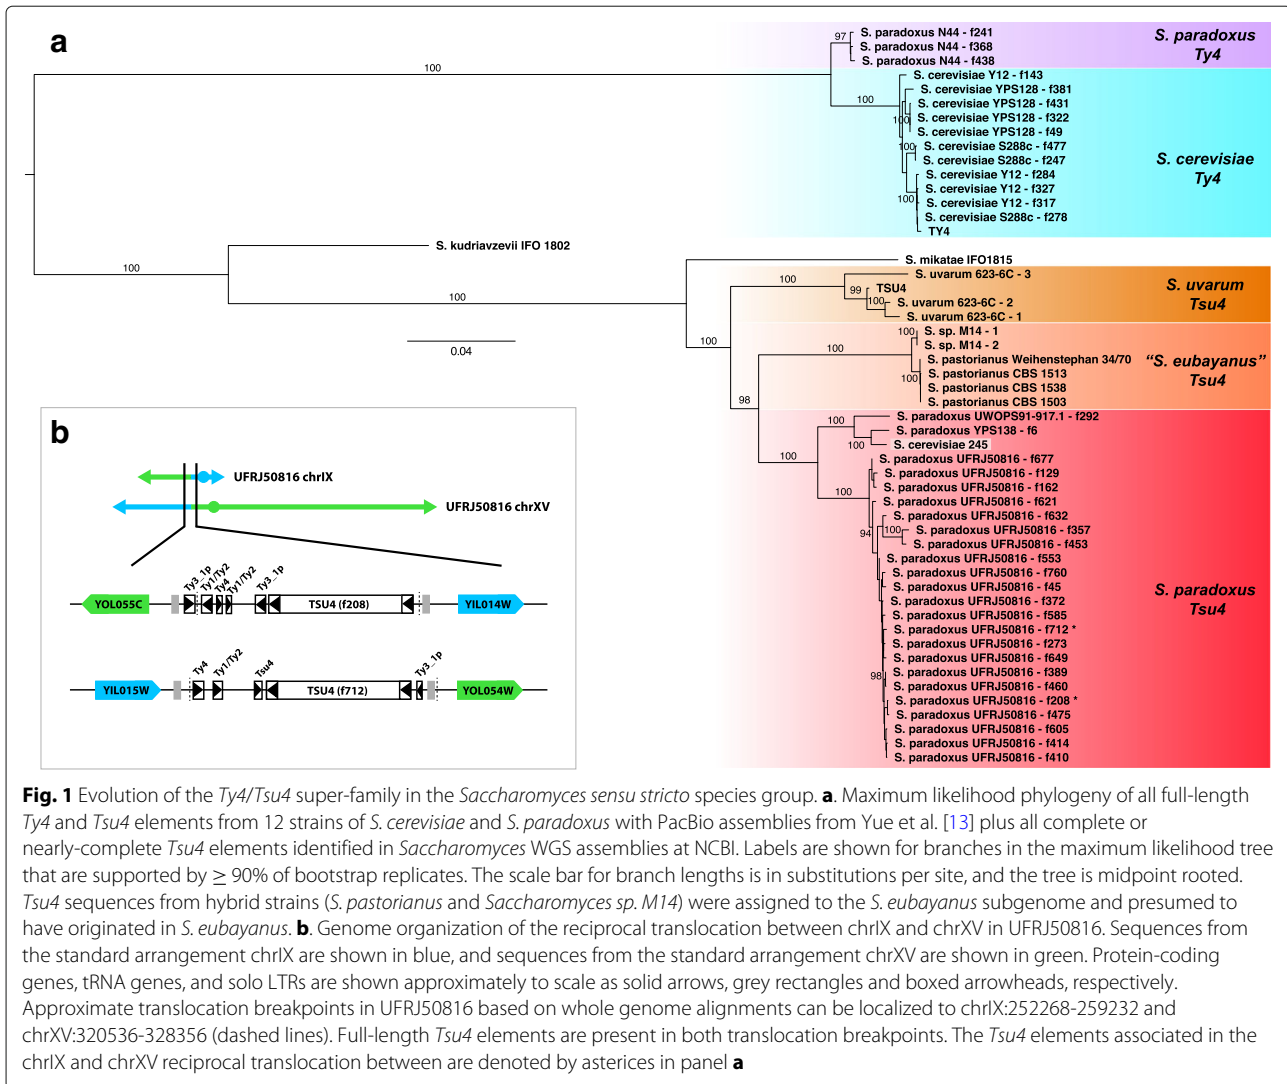 a
S. paradoxus N44 - f241
97
S. paradoxus N44 - f368
S. paradoxus N44 - f438
S. paradoxus
Ty4
100
S. cerevisiae Y12 - f143
S. cerevisiae YPS128 - f381
100
S. cerevisiae YPS128 - f431
100
S. cerevisiae YPS128 - f322
S. cerevisiae YPS128 - f49
100
S. cerevisiae S288c - f477
S. cerevisiae S288c - f247
S. cerevisiae Y12 - f284
S. cerevisiae Y12 - f327
100
S. cerevisiae Y12 - f317
S. cerevisiae S288c - f278
TY4
S. cerevisiae
Ty4
S. kudriavzevii IFO 1802
100
S. mikatae IFO1815
100
100
S. uvarum 623-6C - 3
99
TSU4
100
S. uvarum 623-6C - 2
S. uvarum 623-6C - 1
S. uvarum
Tsu4
0.04
100
100
100
S. sp. M14 - 1
S. sp. M14 - 2
S. pastorianus Weihenstephan 34/70
100
S. pastorianus CBS 1513
S. pastorianus CBS 1538
S. pastorianus CBS 1503
“S. eubayanus”
Tsu4
98
S. paradoxus UWOPS91-917.1 - f292
S. paradoxus YPS138 - f6
100
S. cerevisiae 245
100
S. paradoxus UFRJ50816 - f677
S. paradoxus UFRJ50816 - f129
S. paradoxus UFRJ50816 - f162
100
S. paradoxus UFRJ50816 - f621
S. paradoxus UFRJ50816 - f632
100
S. paradoxus UFRJ50816 - f357
94
S. paradoxus UFRJ50816 - f453
S. paradoxus UFRJ50816 - f553
S. paradoxus UFRJ50816 - f760
S. paradoxus UFRJ50816 - f45
S. paradoxus UFRJ50816 - f372
S. paradoxus UFRJ50816 - f585
S. paradoxus UFRJ50816 - f712 *
S. paradoxus UFRJ50816 - f273
S. paradoxus UFRJ50816 - f649
98
S. paradoxus UFRJ50816 - f389
S. paradoxus UFRJ50816 - f460
S. paradoxus UFRJ50816 - f208 *
S. paradoxus UFRJ50816 - f475
S. paradoxus UFRJ50816 - f605
S. paradoxus UFRJ50816 - f414
S. paradoxus UFRJ50816 - f410
S. paradoxus
Tsu4
b
UFRJ50816 chrIX
UFRJ50816 chrXV
Ty3_1p
Ty1/Ty2
Ty4
Ty1/Ty2
Ty3_1p
YOL055C
TSU4 (f208)
YIL014W
Ty4
Ty1/Ty2
Tsu4
Ty3_1p
YIL015W
TSU4 (f712)
YOL054W
Fig. 1 Evolution of the Ty4/Tsu4 super-family in the Saccharomyces sensu stricto species group. a. Maximum likelihood phylogeny of all full-length
Ty4 and Tsu4 elements from 12 strains of S. cerevisiae and S. paradoxus with PacBio assemblies from Yue et al. [13] plus all complete or
nearly-complete Tsu4 elements identified in Saccharomyces WGS assemblies at NCBI. Labels are shown for branches in the maximum likelihood tree
that are supported by ≥ 90% of bootstrap replicates. The scale bar for branch lengths is in substitutions per site, and the tree is midpoint rooted.
Tsu4 sequences from hybrid strains (S. pastorianus and Saccharomyces sp. M14) were assigned to the S. eubayanus subgenome and presumed to
have originated in S. eubayanus. b. Genome organization of the reciprocal translocation between chrIX and chrXV in UFRJ50816. Sequences from
the standard arrangement chrIX are shown in blue, and sequences from the standard arrangement chrXV are shown in green. Protein-coding
genes, tRNA genes, and solo LTRs are shown approximately to scale as solid arrows, grey rectangles and boxed arrowheads, respectively.
Approximate translocation breakpoints in UFRJ50816 based on whole genome alignments can be localized to chrIX:252268-259232 and
chrXV:320536-328356 (dashed lines). Full-length Tsu4 elements are present in both translocation breakpoints. The Tsu4 elements associated in the
chrIX and chrXV reciprocal translocation between are denoted by asterices in panel a